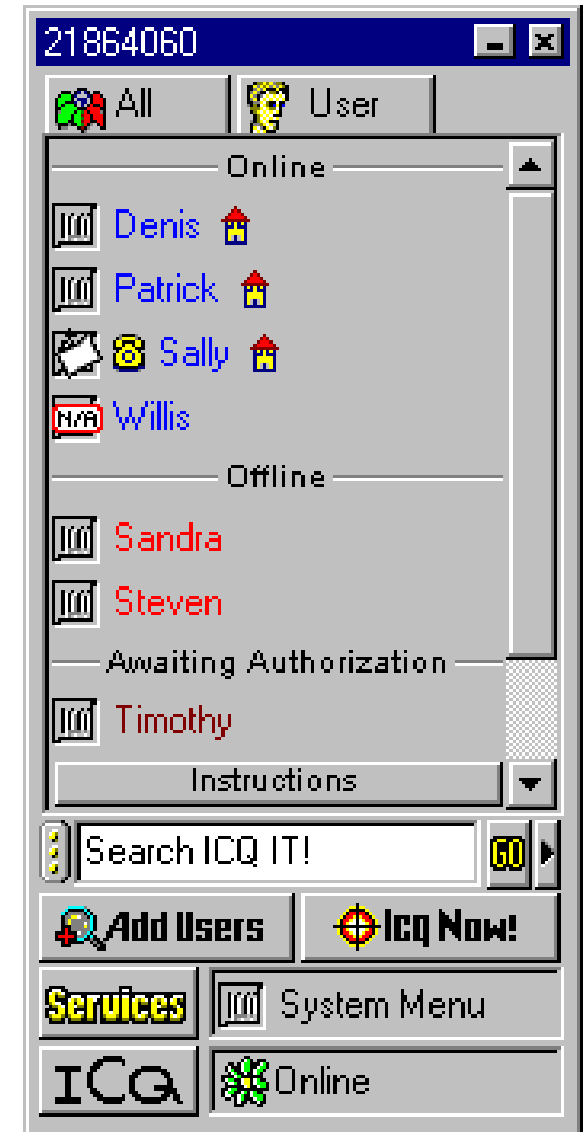 21864060
All User
Online
Denis
Patrick
Sally
N/A Willis
Offline
Sandra
Steven
Awaiting Authorization
Timothy
Instructions
Search ICQ IT!
GO
Add Users Icq Now!
Services System Menu
ICQ Online